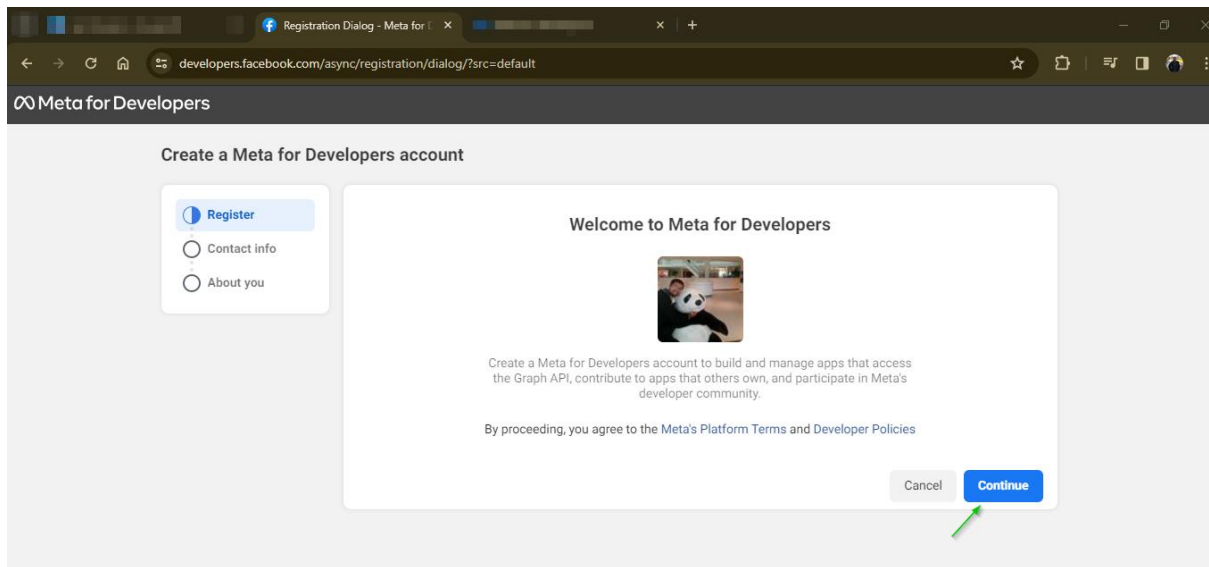 Registration Dialog - Meta for
developers.facebook.com/async/registration/dialog/?src=default
Meta for Developers
Create a Meta for Developers account
Register
Contact info
About you
Welcome to Meta for Developers
Create a Meta for Developers account to build and manage apps that access
the Graph API, contribute to apps that others own, and participate in Meta's
developer community.
By proceeding, you agree to the Meta's Platform Terms and Developer Policies
Cancel
Continue